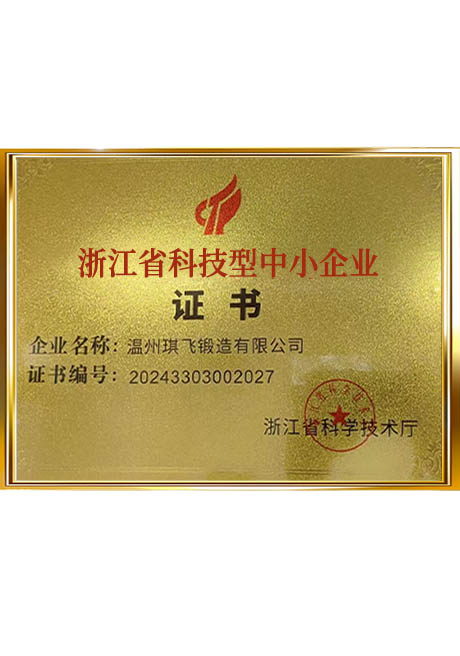 浙江省科技型中小企业
证书
企业名称：温州琪飞锻造有限公司
证书编号：20243303002027
浙江省科学技术厅